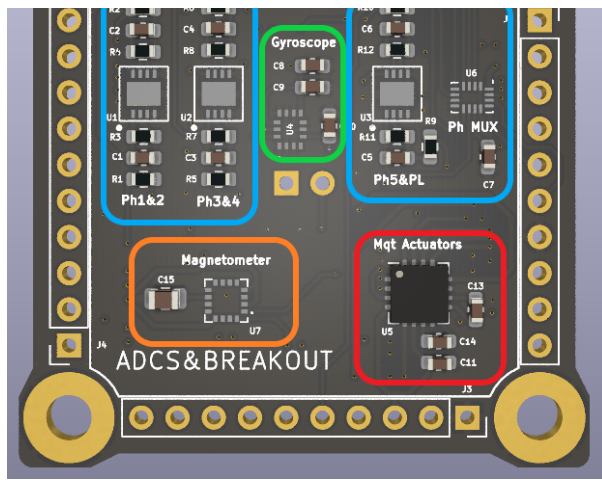 R2
C2
R4
C4
R8
Gyroscope
C8
C9
C6
R12
J
U6
U1
U2
U4
U3
R9
Ph MUX
R3
R7
R11
C1
C3
C5
R1
R5
C7
Ph1&2
Ph3&4
Ph5&PL
Magnetometer
Mqt Actuators
C15
C13
U7
U5
C14
C11
J4
ADCS&BREAKOUT
J3